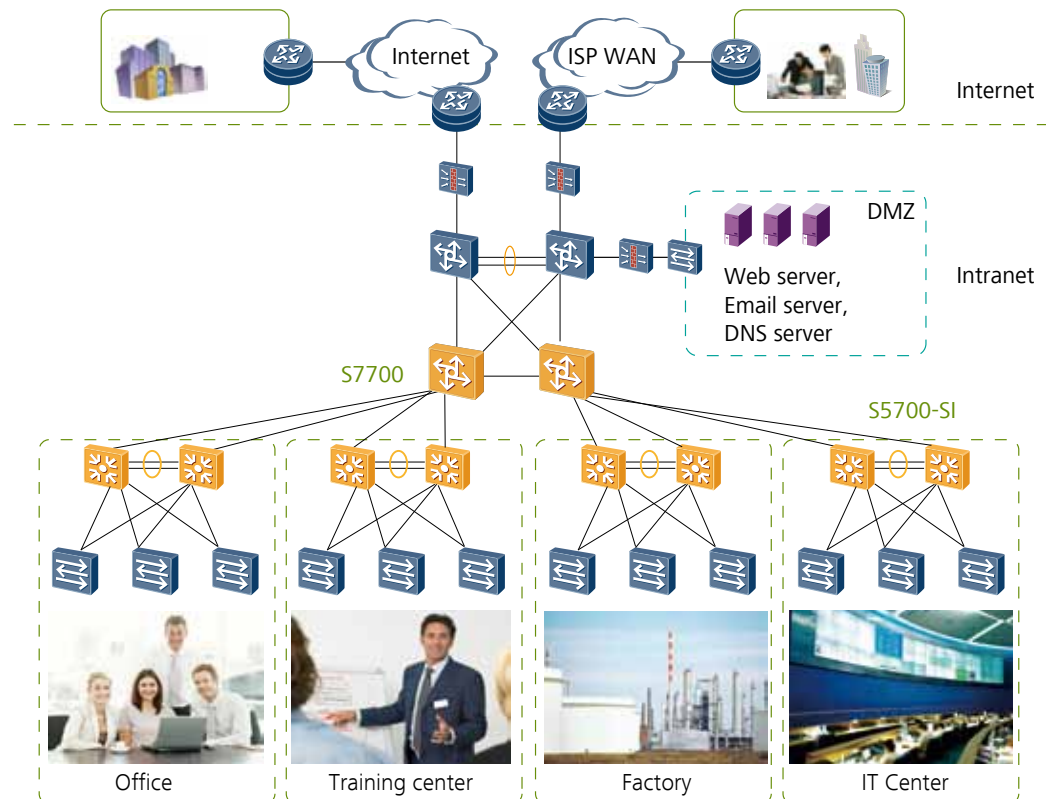 Internet
ISP WAN
Internet
DMZ
Web server,
Email server,
DNS server
Intranet
S7700
S5700-SI
Office
Training center
Factory
IT Center